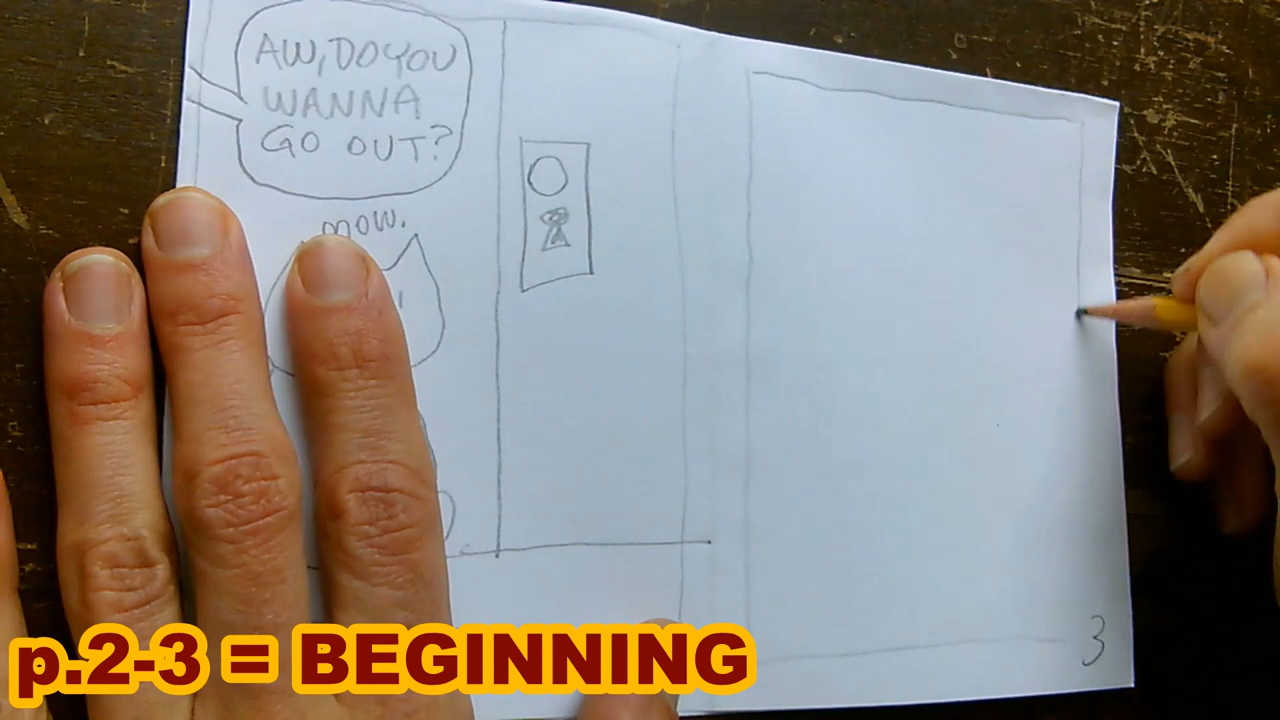 AW, DO YOU
WANNA
GO OUT?
mow.
3
p.2-3 = BEGINNING